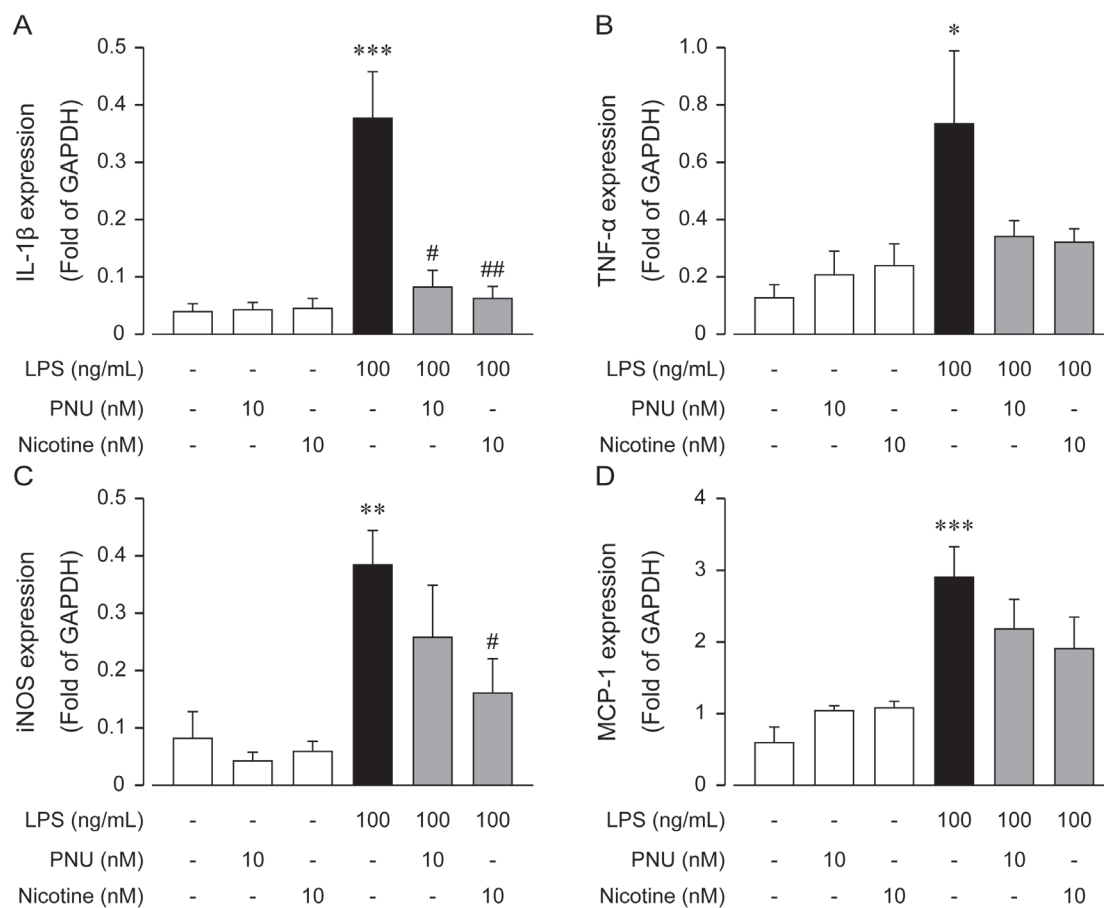 A
IL-1β expression
(Fold of GAPDH)
0.5
0.4
0.3
0.2
0.1
0
***
#
##
LPS (ng/mL) - - - 100 100 100
PNU (nM) - 10 - - 10 -
Nicotine (nM) - - 10 - - 10
B
TNF-α expression
(Fold of GAPDH)
1.0
0.8
0.6
0.4
0.2
0
*
LPS (ng/mL) - - - 100 100 100
PNU (nM) - 10 - - 10 -
Nicotine (nM) - - 10 - - 10
C
iNOS expression
(Fold of GAPDH)
0.5
0.4
0.3
0.2
0.1
0
**
#
LPS (ng/mL) - - - 100 100 100
PNU (nM) - 10 - - 10 -
Nicotine (nM) - - 10 - - 10
D
MCP-1 expression
(Fold of GAPDH)
4
3
2
1
0
***
LPS (ng/mL) - - - 100 100 100
PNU (nM) - 10 - - 10 -
Nicotine (nM) - - 10 - - 10